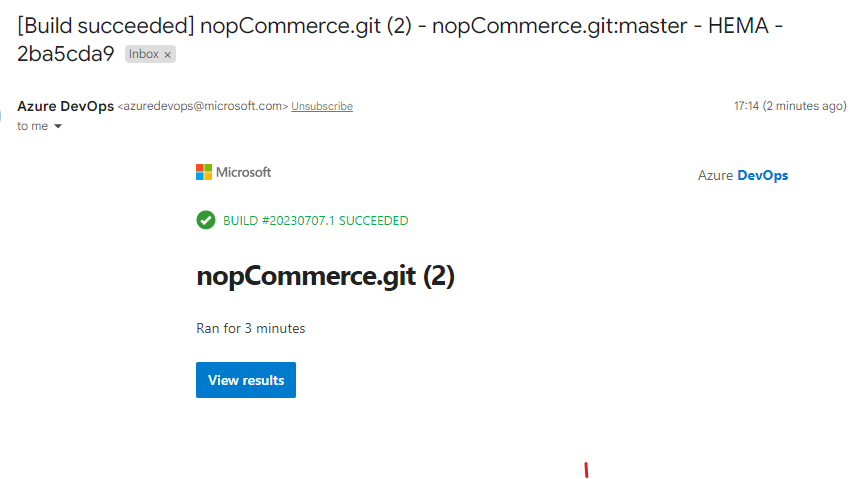 [Build succeeded] nopCommerce.git (2) - nopCommerce.git:master - HEMA -
2ba5cda9 Inbox ×
Azure DevOps <azuredevops@microsoft.com> Unsubscribe 17:14 (2 minutes ago)
to me
Microsoft Azure DevOps
BUILD #20230707.1 SUCCEEDED
nopCommerce.git (2)
Ran for 3 minutes
View results